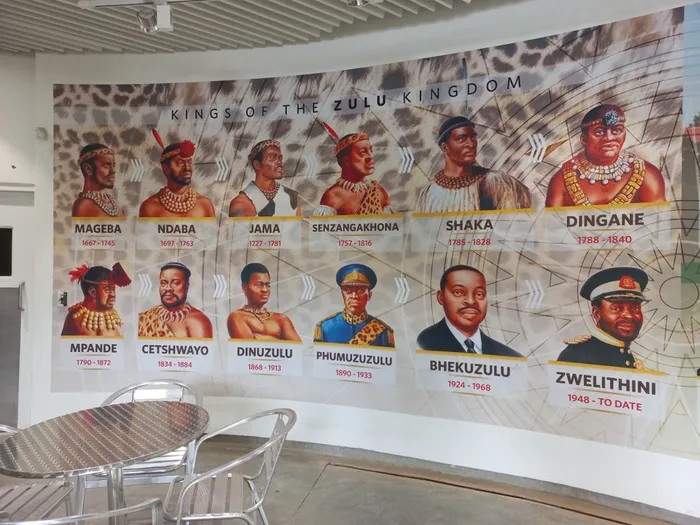 KINGS OF THE ZULU KINGDOM
MAGEBA
1667 - 1745
NDABA
1697 - 1763
JAMA
1727 - 1781
SENZANGAKHONA
1757 - 1816
SHAKA
1785 - 1828
DINGANE
1788 - 1840
MPANDE
1790 - 1872
CETSHWAYO
1834 - 1884
DINUZULU
1868 - 1913
PHUMUZUZULU
1890 - 1933
BHEKUZULU
1924 - 1968
ZWELITHINI
1948 - TO DATE